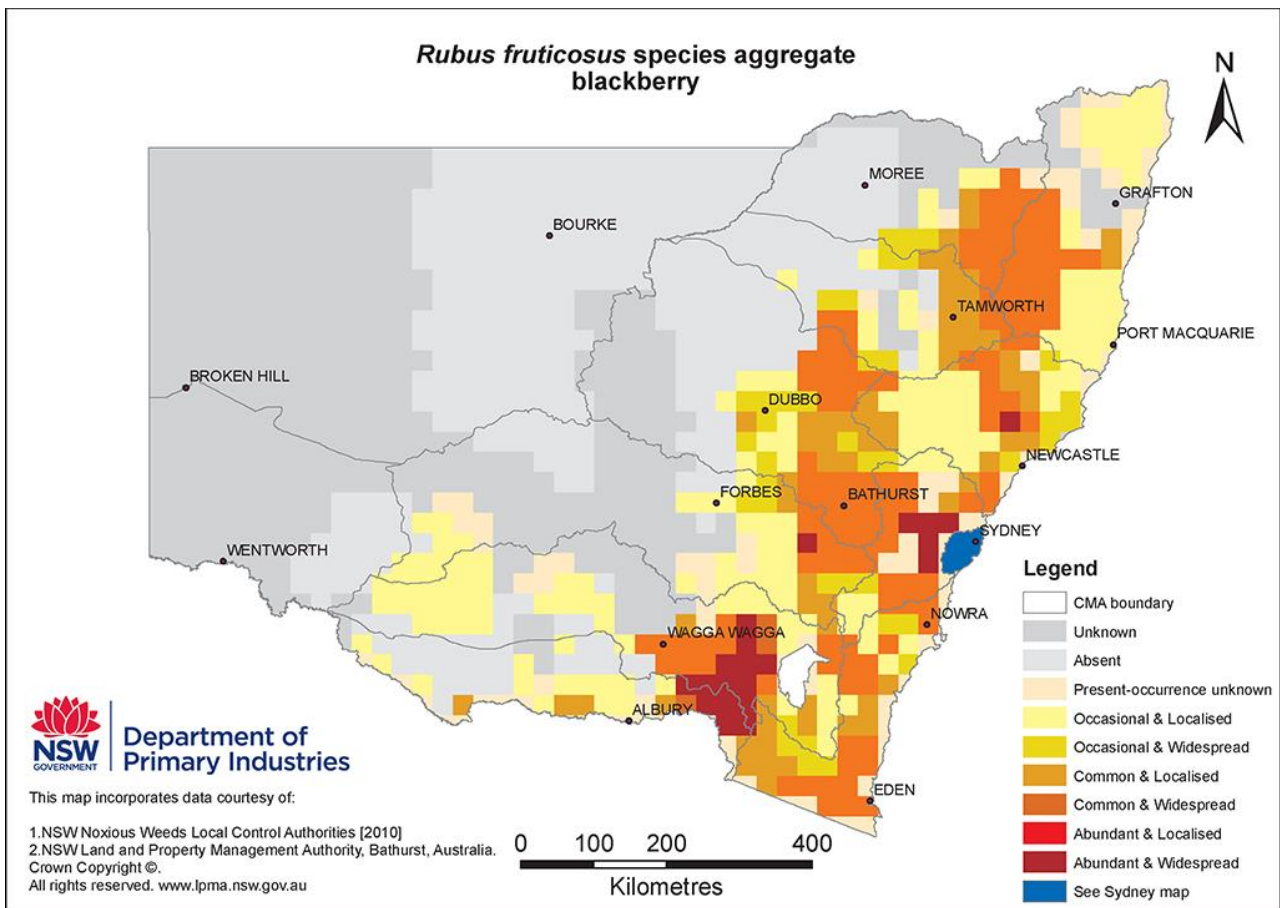 Rubus fruticosus species aggregate
blackberry
N
MOREE
GRAFTON
BOURKE
TAMWORTH
PORT MACQUARIE
BROKEN HILL
DUBBO
NEWCASTLE
FORBES
BATHURST
SYDNEY
WENTWORTH
NOWRA
WAGGA WAGGA
ALBURY
EDEN
Legend
CMA boundary
Unknown
Absent
Present-occurrence unknown
Occasional & Localised
Occasional & Widespread
Common & Localised
Common & Widespread
Abundant & Localised
Abundant & Widespread
See Sydney map
NSW
GOVERNMENT
Department of
Primary Industries
This map incorporates data courtesy of:
1.NSW Noxious Weeds Local Control Authorities [2010]
2.NSW Land and Property Management Authority, Bathurst, Australia.
Crown Copyright ©.
All rights reserved. www.lpma.nsw.gov.au
0 100 200 400
Kilometres